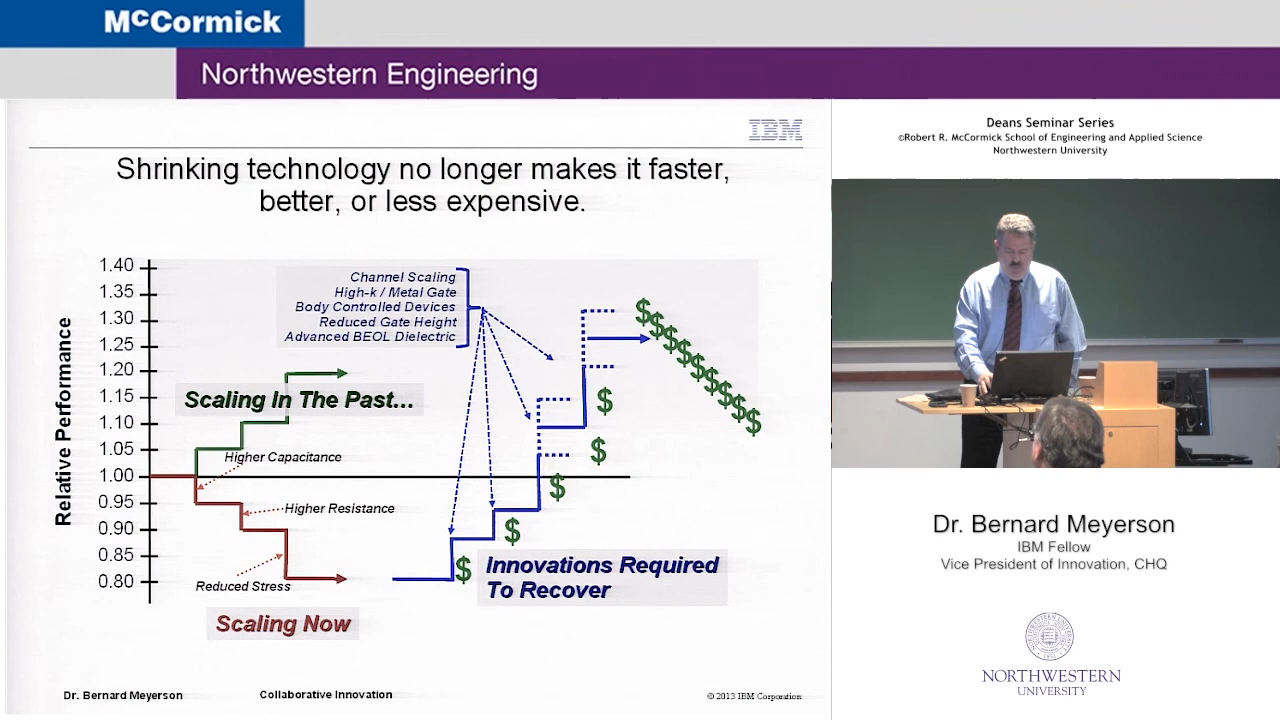 McCormick
Northwestern Engineering
IBM
Shrinking technology no longer makes it faster,
better, or less expensive.
Relative Performance
1.40
1.35
1.30
1.25
1.20
1.15
1.10
1.05
1.00
0.95
0.90
0.85
0.80
Channel Scaling
High-k / Metal Gate
Body Controlled Devices
Reduced Gate Height
Advanced BEOL Dielectric
Scaling In The Past...
Higher Capacitance
Higher Resistance
Reduced Stress
Scaling Now
$
$
$
$
$
$$$$$$$$$
Innovations Required
To Recover
Dr. Bernard Meyerson
Collaborative Innovation
© 2013 IBM Corporation
Deans Seminar Series
©Robert R. McCormick School of Engineering and Applied Science
Northwestern University
Dr. Bernard Meyerson
IBM Fellow
Vice President of Innovation, CHQ
NORTHWESTERN
UNIVERSITY